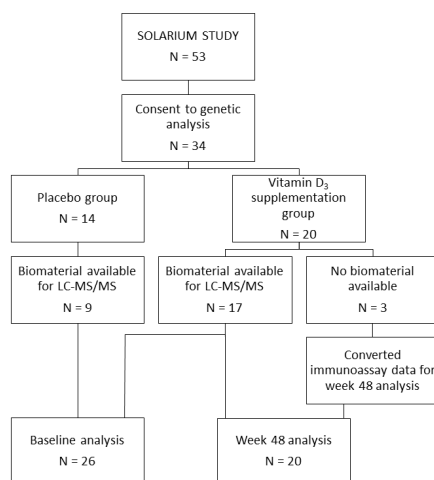 SOLARIUM STUDY
N = 53
Consent to genetic
analysis
N = 34
Placebo group
N = 14
Vitamin D₃
supplementation
group
N = 20
Biomaterial available
for LC-MS/MS
N = 9
Biomaterial available
for LC-MS/MS
N = 17
No biomaterial
available
N = 3
Converted
immunoassay data for
week 48 analysis
Baseline analysis
N = 26
Week 48 analysis
N = 20